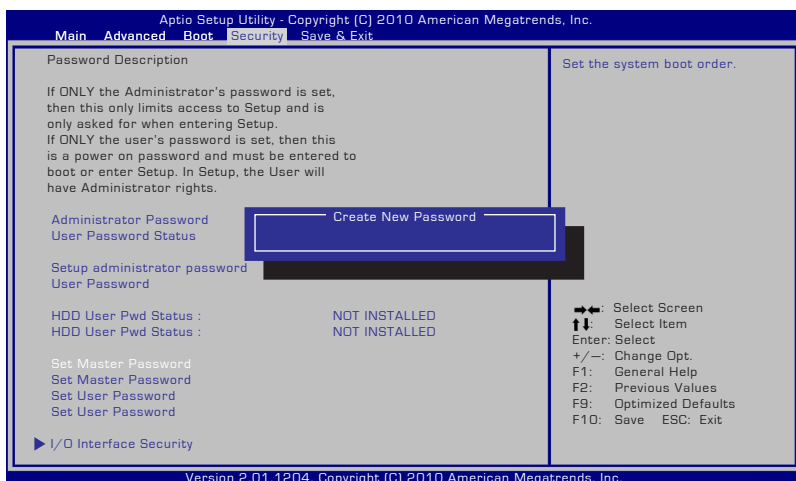 Aptio Setup Utility - Copyright (C) 2010 American Megatrends, Inc.
Main Advanced Boot Security Save & Exit
Password Description
If ONLY the Administrator's password is set,
then this only limits access to Setup and is
only asked for when entering Setup.
If ONLY the user's password is set, then this
is a power on password and must be entered to
boot or enter Setup. In Setup, the User will
have Administrator rights.
Administrator Password
User Password Status
Create New Password
Setup administrator password
User Password
HDD User Pwd Status : NOT INSTALLED
HDD User Pwd Status : NOT INSTALLED
Set Master Password
Set Master Password
Set User Password
Set User Password
I/O Interface Security
Set the system boot order.
→←: Select Screen
↑↓: Select Item
Enter: Select
+/—: Change Opt.
F1: General Help
F2: Previous Values
F9: Optimized Defaults
F10: Save ESC: Exit
Version 2.01.1204. Copyright (C) 2010 American Megatrends, Inc.